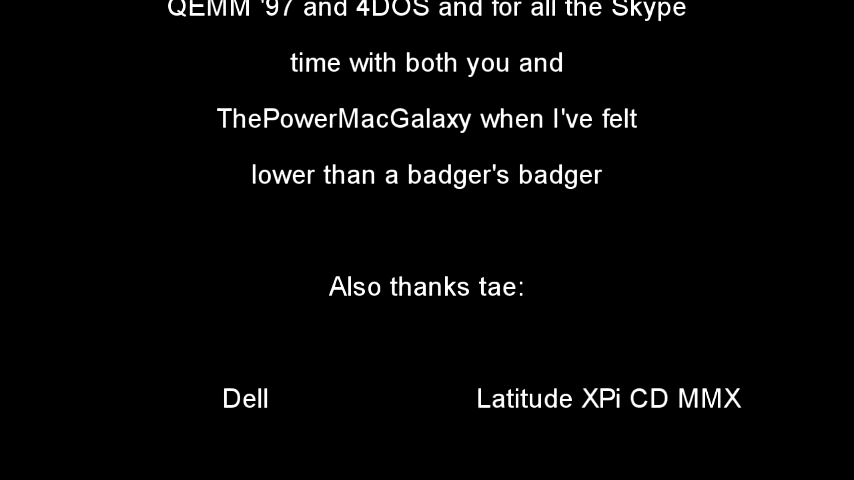 QEMM '97 and 4DOS and for all the Skype
time with both you and
ThePowerMacGalaxy when I've felt
lower than a badger's badger
Also thanks tae:
Dell Latitude XPi CD MMX